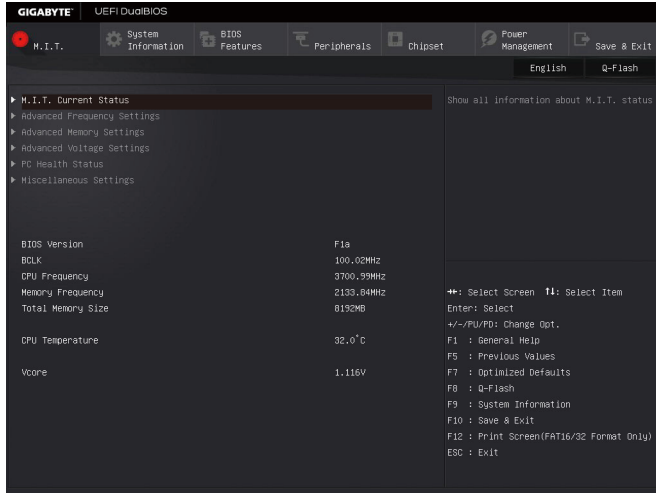 GIGABYTE™ UEFI DualBIOS
M.I.T.
System
Information
BIOS
Features
Peripherals
Chipset
Power
Management
Save & Exit
English Q-Flash
M.I.T. Current Status
Advanced Frequency Settings
Advanced Memory Settings
Advanced Voltage Settings
PC Health Status
Miscellaneous Settings
Show all information about M.I.T. status
BIOS Version F1a
BCLK 100.02MHz
CPU Frequency 3700.99MHz
Memory Frequency 2133.84MHz
Total Memory Size 8192MB
CPU Temperature 32.0°C
Vcore 1.116V
→←: Select Screen ↑↓: Select Item
Enter: Select
+/-/PU/PD: Change Opt.
F1 : General Help
F5 : Previous Values
F7 : Optimized Defaults
F8 : Q-Flash
F9 : System Information
F10 : Save & Exit
F12 : Print Screen(FAT16/32 Format Only)
ESC : Exit